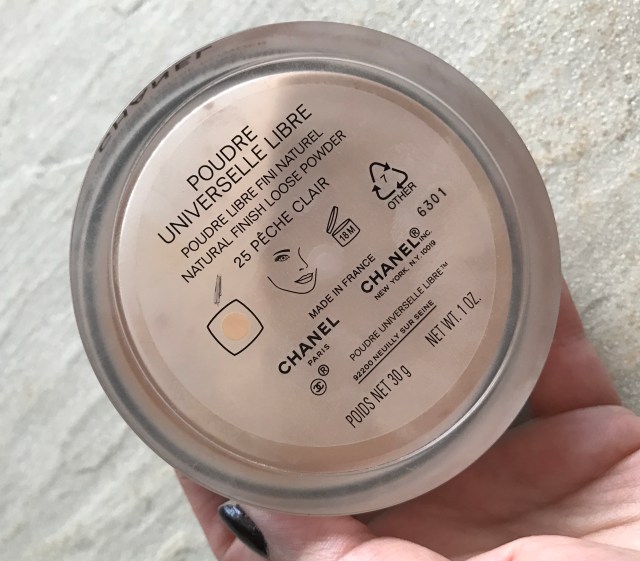 CHANEL
POUDRE
UNIVERSELLE LIBRE
POUDRE LIBRE FINI NATUREL
NATURAL FINISH LOOSE POWDER
25 PÊCHE CLAIR
18M
7
OTHER
6301
MADE IN FRANCE
CHANEL
PARIS
®
CHANEL® INC.
NEW YORK, N.Y. 10019
POUDRE UNIVERSELLE LIBRE™
92200 NEUILLY SUR SEINE
POIDS NET 30 g
NET WT. 1 OZ.